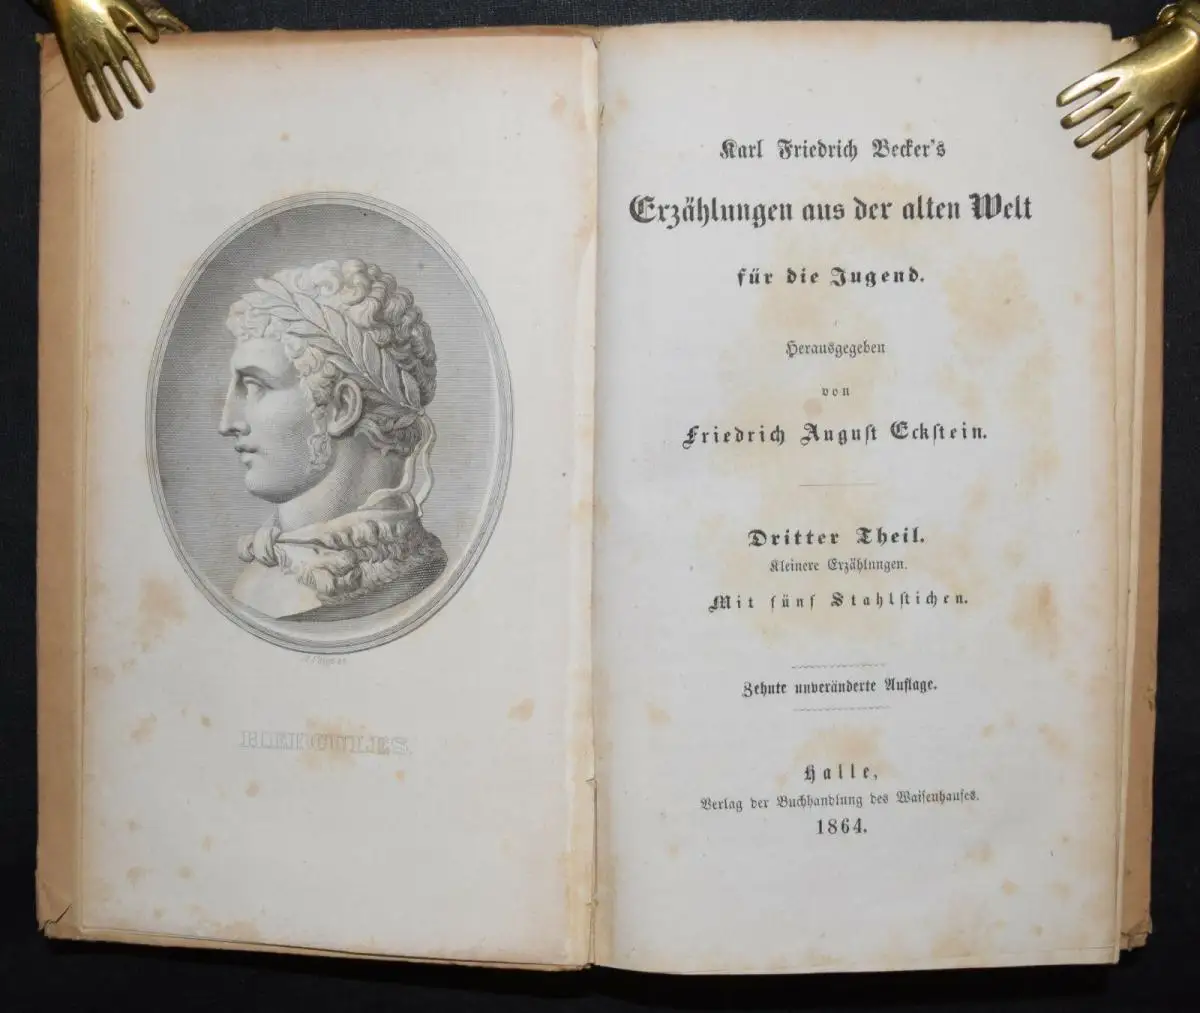 HERCULES.
Karl Friedrich Becker's
Erzählungen aus der alten Welt
für die Jugend.
Herausgegeben
von
Friedrich August Eckstein.
Dritter Theil.
Kleinere Erzählungen.
Mit fünf Stahlstichen.
Zehnte unveränderte Auflage.
Halle,
Verlag der Buchhandlung des Waisenhauses.
1864.